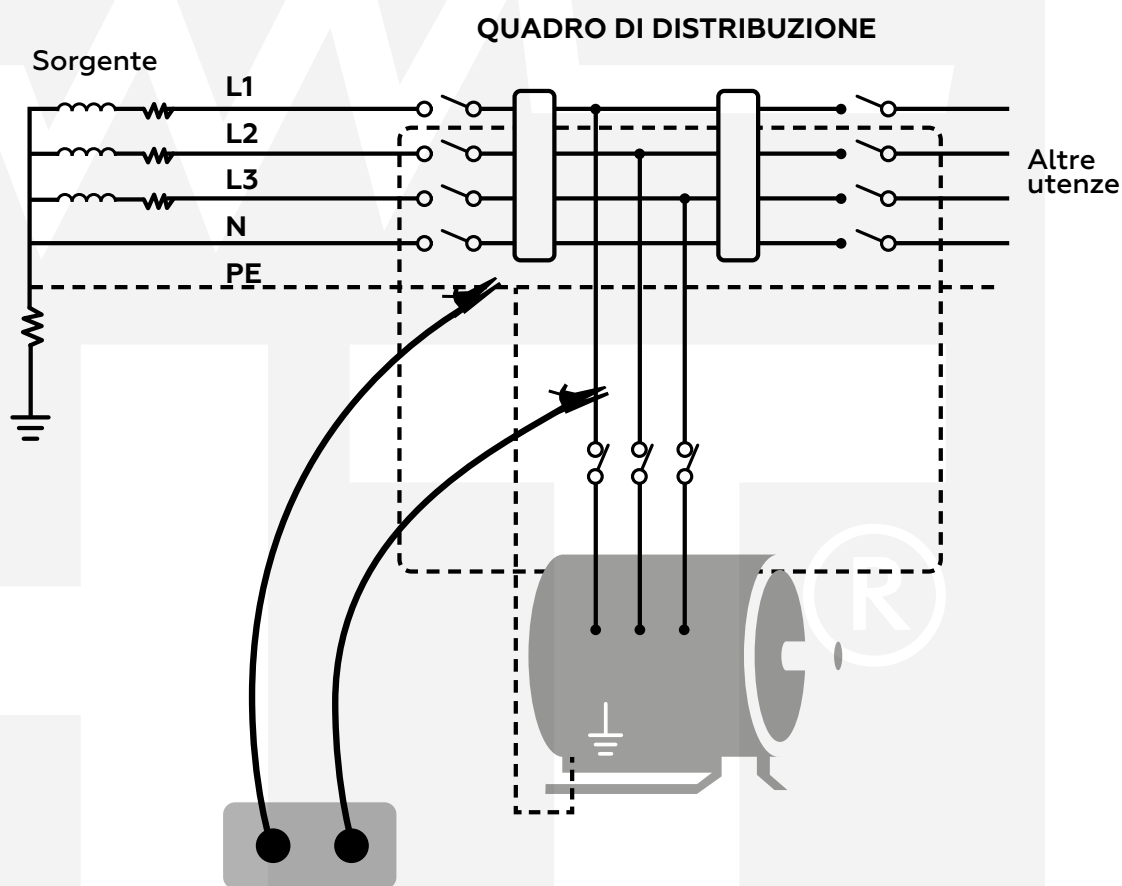 QUADRO DI DISTRIBUZIONE
Sorgente
L1
L2
L3
N
PE
Altre
utenze
®